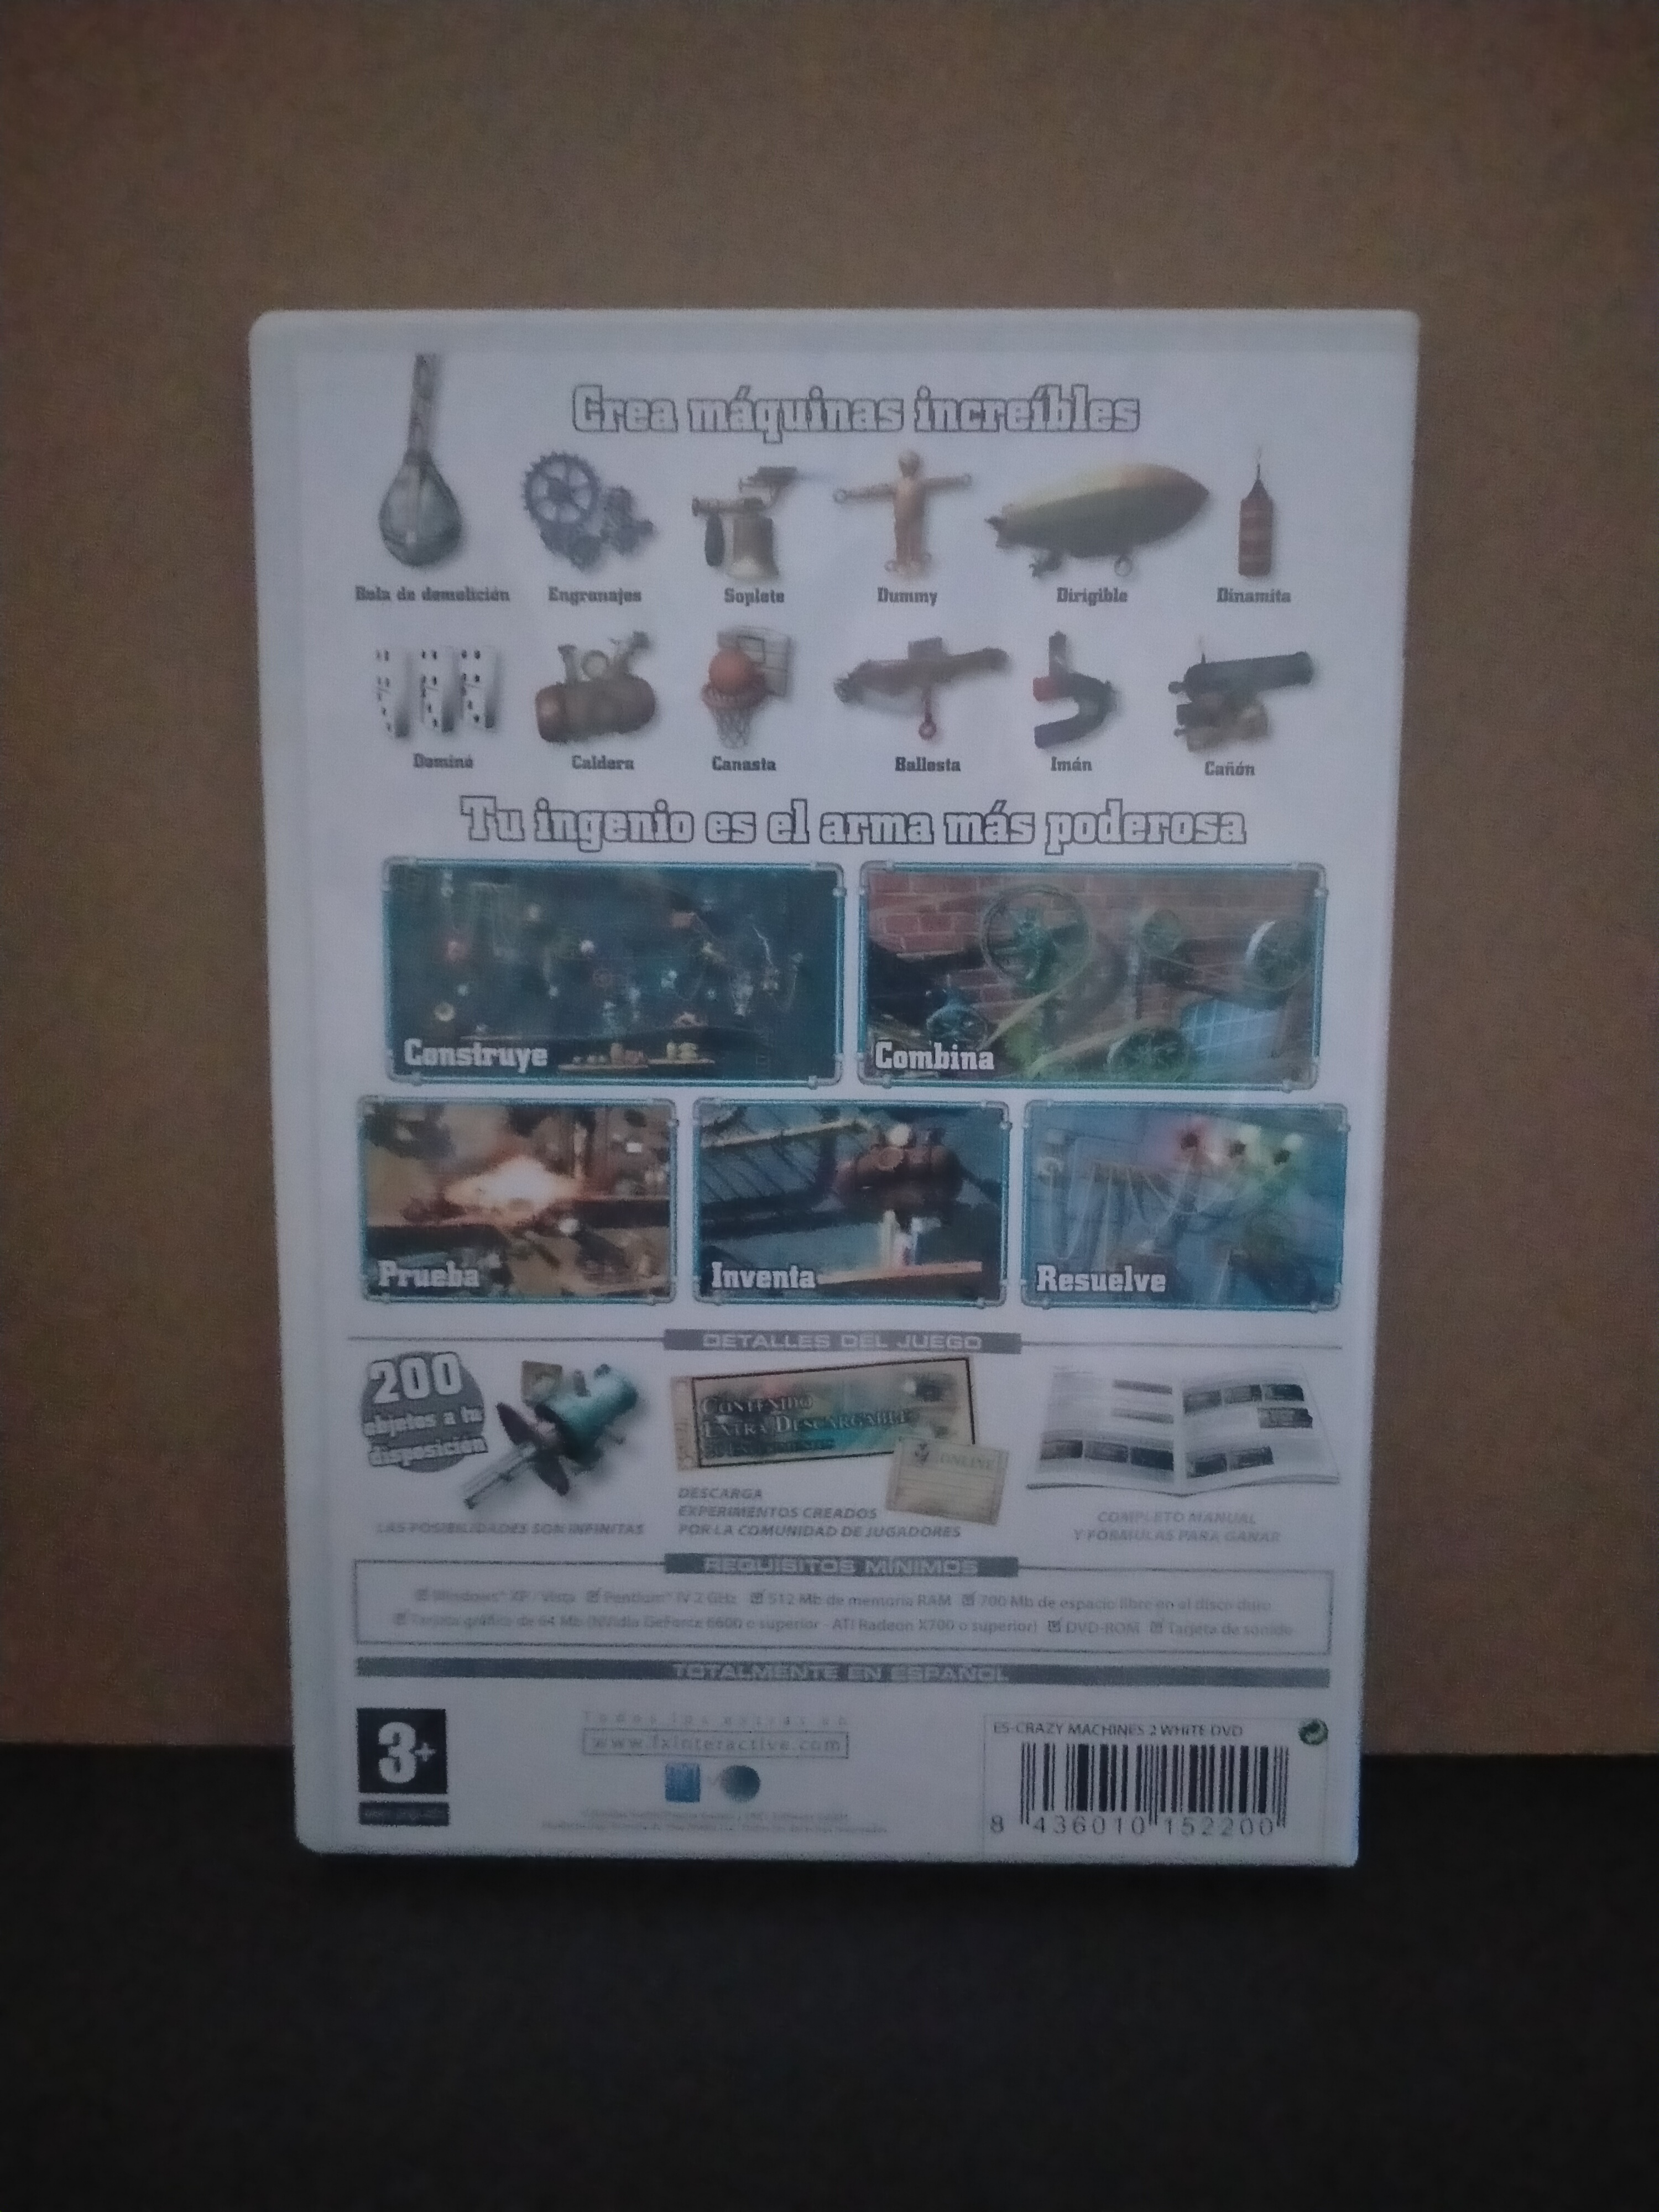 Crea máquinas increíbles
Bola de demolición Engranajes Soplete Dummy Dirigible Dinamita
Dominó Caldera Canasta Ballesta Imán Cañón
Tu ingenio es el arma más poderosa
Construye Combina
Prueba Inventa Resuelve
DETALLES DEL JUEGO
200
objetos a tu
disposición
LAS POSIBILIDADES SON INFINITAS
CONTENIDO
EXTRA DESCARGABLE
ONLINE
DESCARGA
EXPERIMENTOS CREADOS
POR LA COMUNIDAD DE JUGADORES
COMPLETO MANUAL
Y FÓRMULAS PARA GANAR
REQUISITOS MÍNIMOS
Windows® XP / Vista Pentium® IV 2 GHz 512 Mb de memoria RAM 700 Mb de espacio libre en el disco duro
Tarjeta gráfica de 64 Mb (NVidia GeForce 6600 o superior - ATI Radeon X700 o superior) DVD-ROM Tarjeta de sonido
TOTALMENTE EN ESPAÑOL
3+
Todos los extras en
www.fxinteractive.com
ES-CRAZY MACHINES 2 WHITE DVD
8 436010 152200